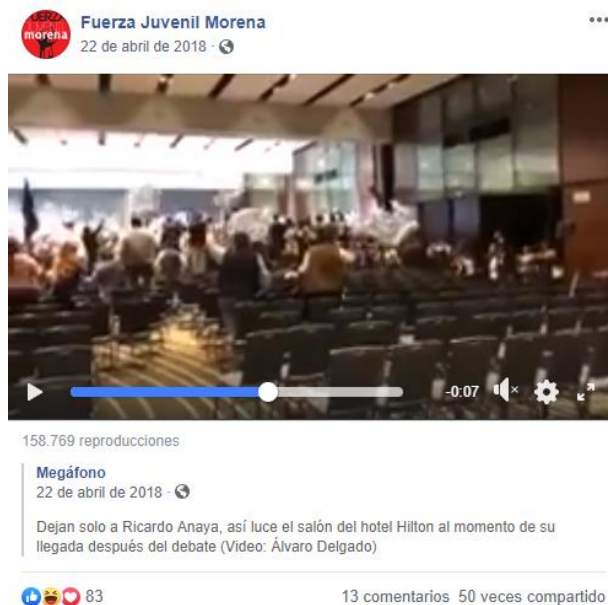 FUERZA
morena
Fuerza Juvenil Morena
22 de abril de 2018 ·
-0:07
158.769 reproducciones
Megáfono
22 de abril de 2018 ·
Dejan solo a Ricardo Anaya, así luce el salón del hotel Hilton al momento de su
llegada después del debate (Video: Álvaro Delgado)
83
13 comentarios 50 veces compartido